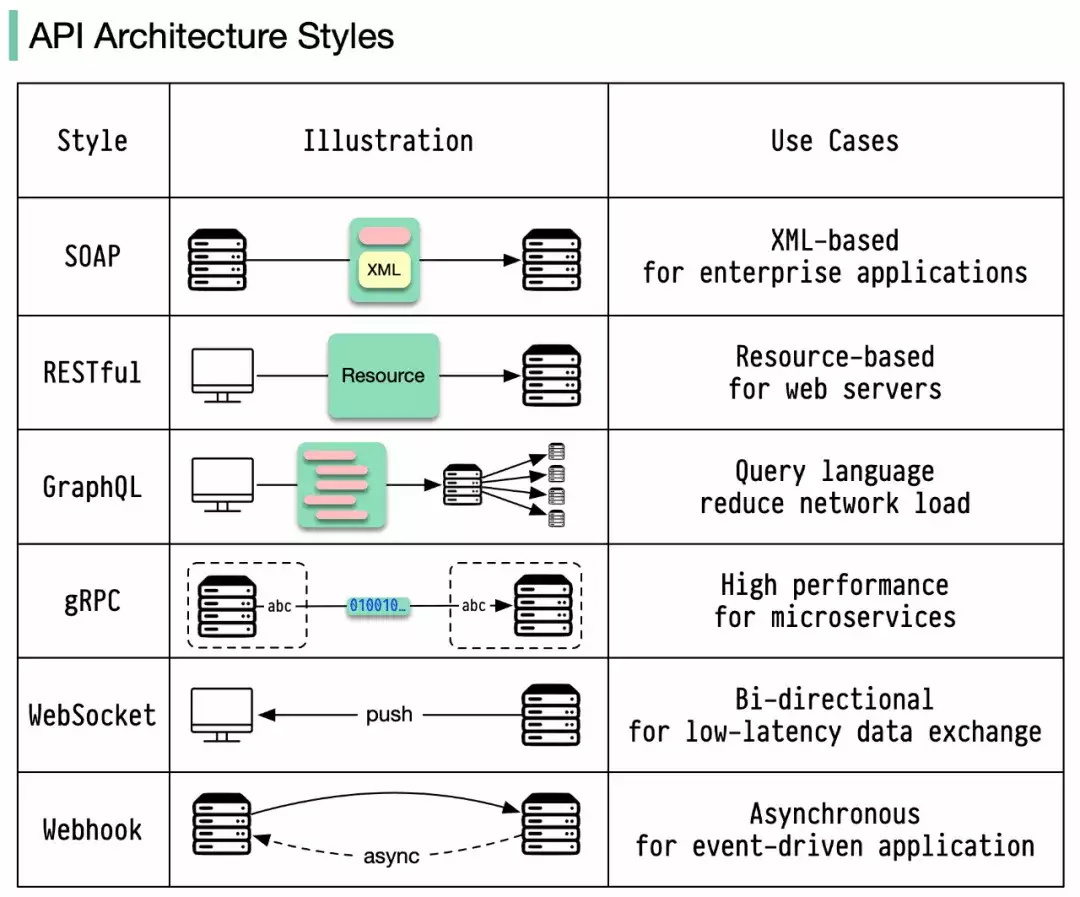 API Architecture Styles
Style
Illustration
Use Cases
SOAP
XML
XML-based
for enterprise applications
RESTful
Resource
Resource-based
for web servers
GraphQL
Query language
reduce network load
gRPC
abc
010010…
abc
High performance
for microservices
WebSocket
push
Bi-directional
for low-latency data exchange
Webhook
async
Asynchronous
for event-driven application